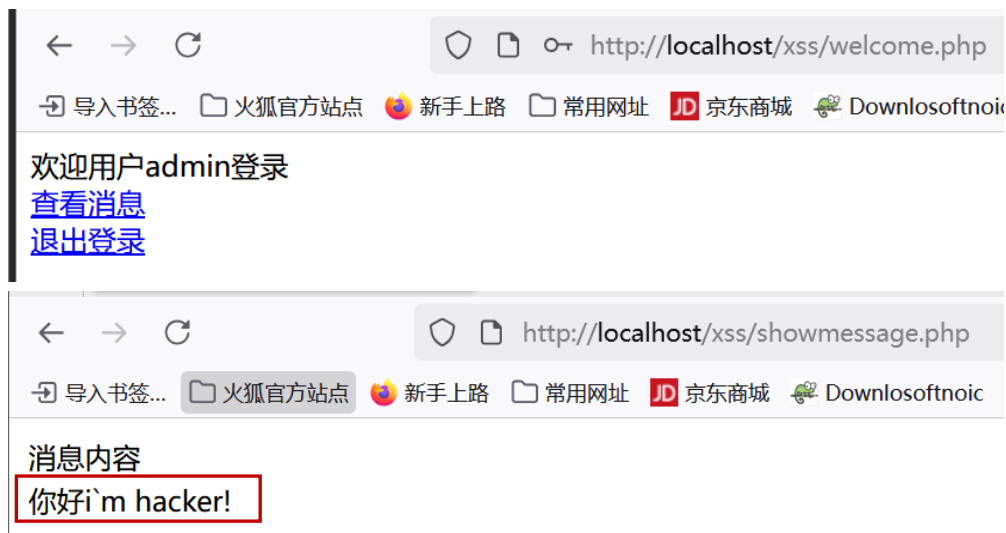 http://localhost/xss/welcome.php
导入书签... 火狐官方站点 新手上路 常用网址 JD 京东商城 Downlosoftnoic
欢迎用户admin登录
查看消息
退出登录
http://localhost/xss/showmessage.php
导入书签... 火狐官方站点 新手上路 常用网址 JD 京东商城 Downlosoftnoic
消息内容
你好i`m hacker!